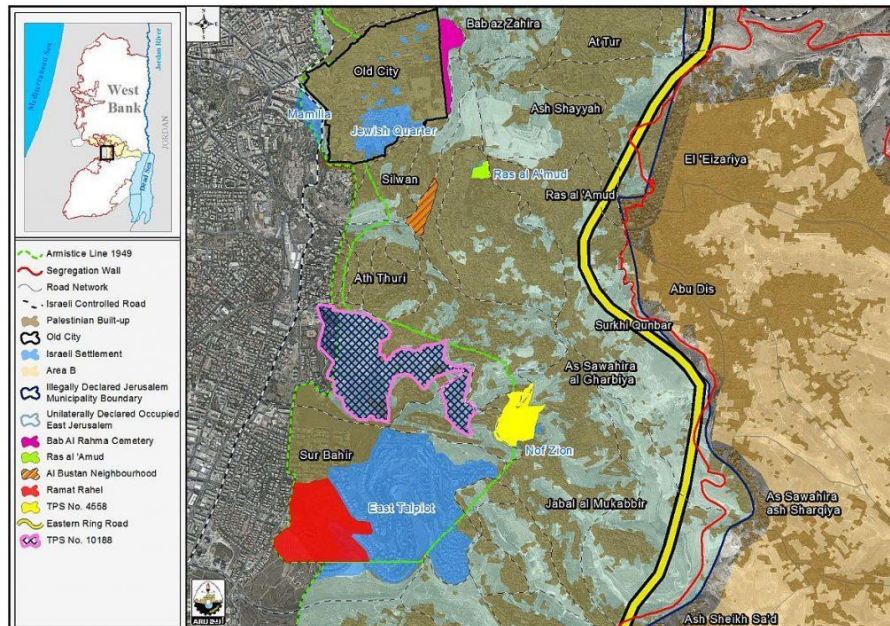 Mediterranean Sea
West
Bank
Jordan River
JORDAN
Dead Sea
Armistice Line 1949
Segregation Wall
Road Network
Israeli Controlled Road
Palestinian Built-up
Old City
Israeli Settlement
Area B
Illegally Declared Jerusalem
Municipality Boundary
Unilaterally Declared Occupied
East Jerusalem
Bab Al Rahma Cemetery
Ras al 'Amud
Al Bustan Neighbourhood
Ramat Rahel
TPS No. 4558
Eastern Ring Road
TPS No. 10188
Bab az Zahira
At Tur
Old City
Ash Shayyah
Mamilla
Jewish Quarter
El 'Eizariya
Silwan
Ras al A'mud
Ras al 'Amud
Ath Thuri
Abu Dis
Surkhi Qunbar
As Sawahira
al Gharbiya
Sur Bahir
Nof Zion
East Talpiot
Jabal al Mukabbir
As Sawahira
ash Sharqiya
Ash Sheikh Sa'd